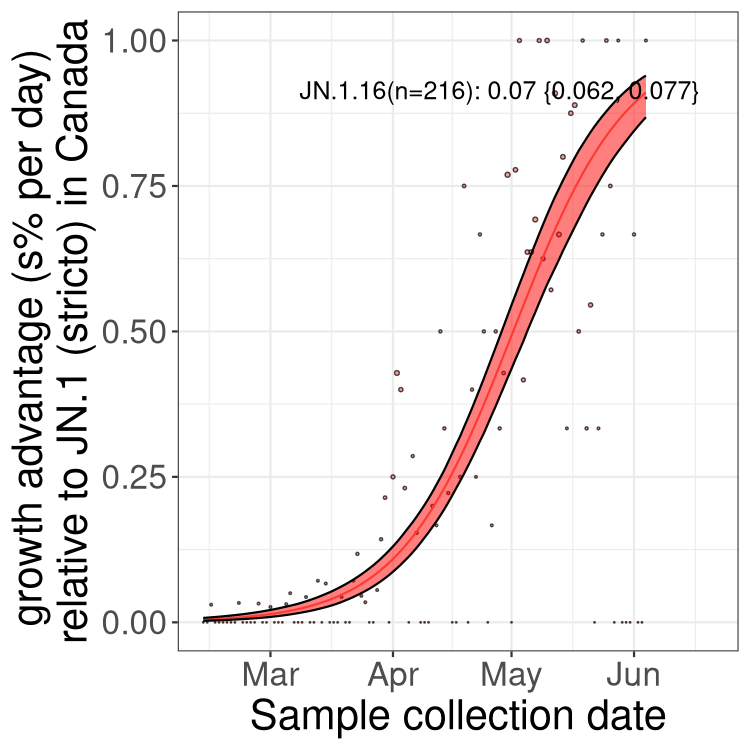 growth advantage (s% per day)
relative to JN.1 (stricto) in Canada
1.00
0.75
0.50
0.25
0.00
JN.1.16(n=216): 0.07 {0.062, 0.077}
Mar Apr May Jun
Sample collection date